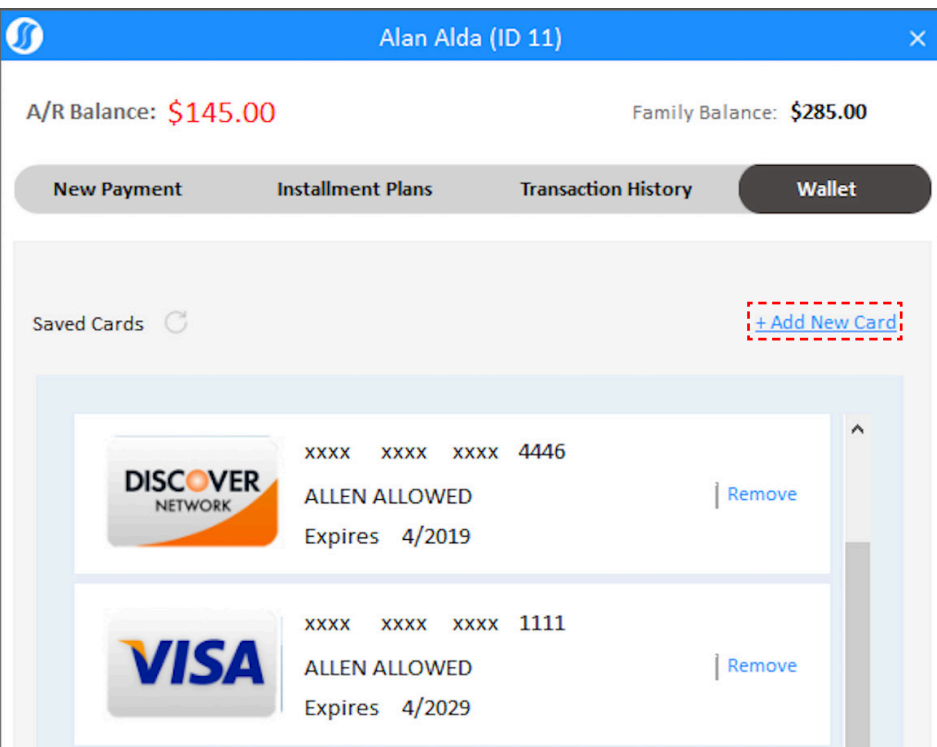 Alan Alda (ID 11)
A/R Balance: $145.00 Family Balance: $285.00
New Payment Installment Plans Transaction History Wallet
Saved Cards + Add New Card
DISCOVER
NETWORK
xxxx xxxx xxxx 4446
ALLEN ALLOWED
Remove
Expires 4/2019
VISA
xxxx xxxx xxxx 1111
ALLEN ALLOWED
Remove
Expires 4/2029